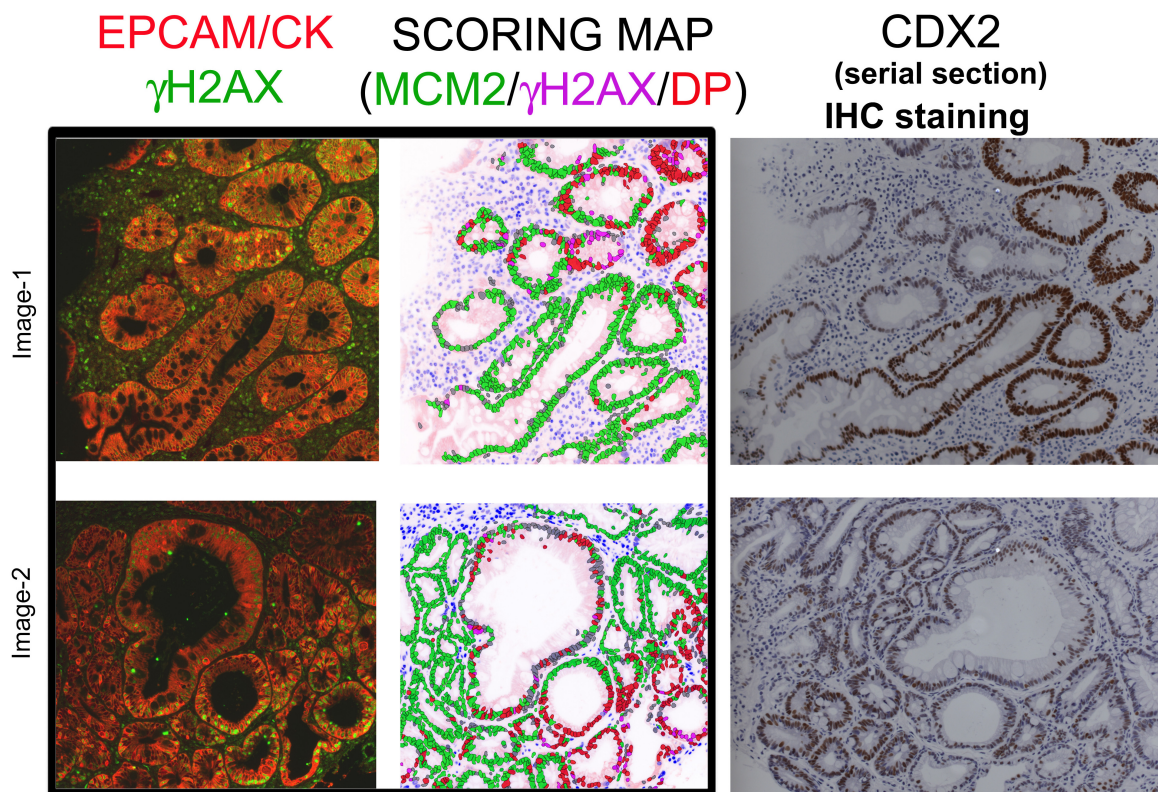 EPCAM/CK
γH2AX
SCORING MAP
(MCM2/γH2AX/DP)
CDX2
(serial section)
IHC staining
Image-1
Image-2